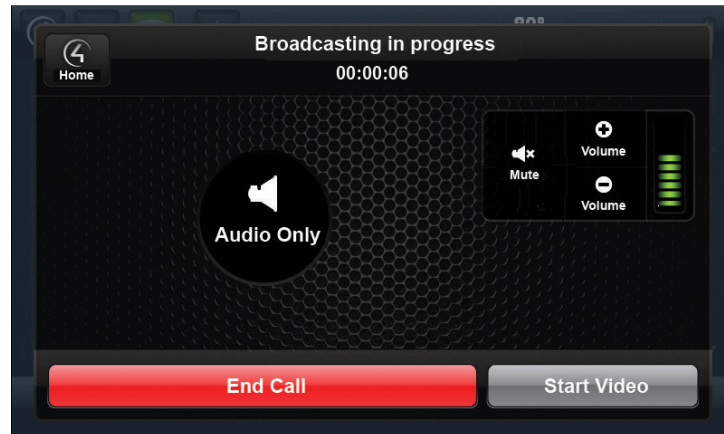 Broadcasting in progress
00:00:06
Home
Audio Only
Mute
Volume
Volume
End Call
Start Video